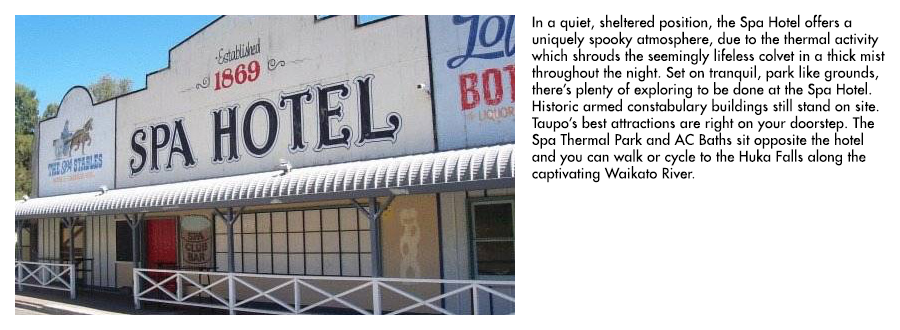 Established
1869
SPA HOTEL
THE SPA STABLES
BOT
LIQUOR
SPA
CLUB
BAR
In a quiet, sheltered position, the Spa Hotel offers a
uniquely spooky atmosphere, due to the thermal activity
which shrouds the seemingly lifeless colvet in a thick mist
throughout the night. Set on tranquil, park like grounds,
there's plenty of exploring to be done at the Spa Hotel.
Historic armed constabulary buildings still stand on site.
Taupo's best attractions are right on your doorstep. The
Spa Thermal Park and AC Baths sit opposite the hotel
and you can walk or cycle to the Huka Falls along the
captivating Waikato River.